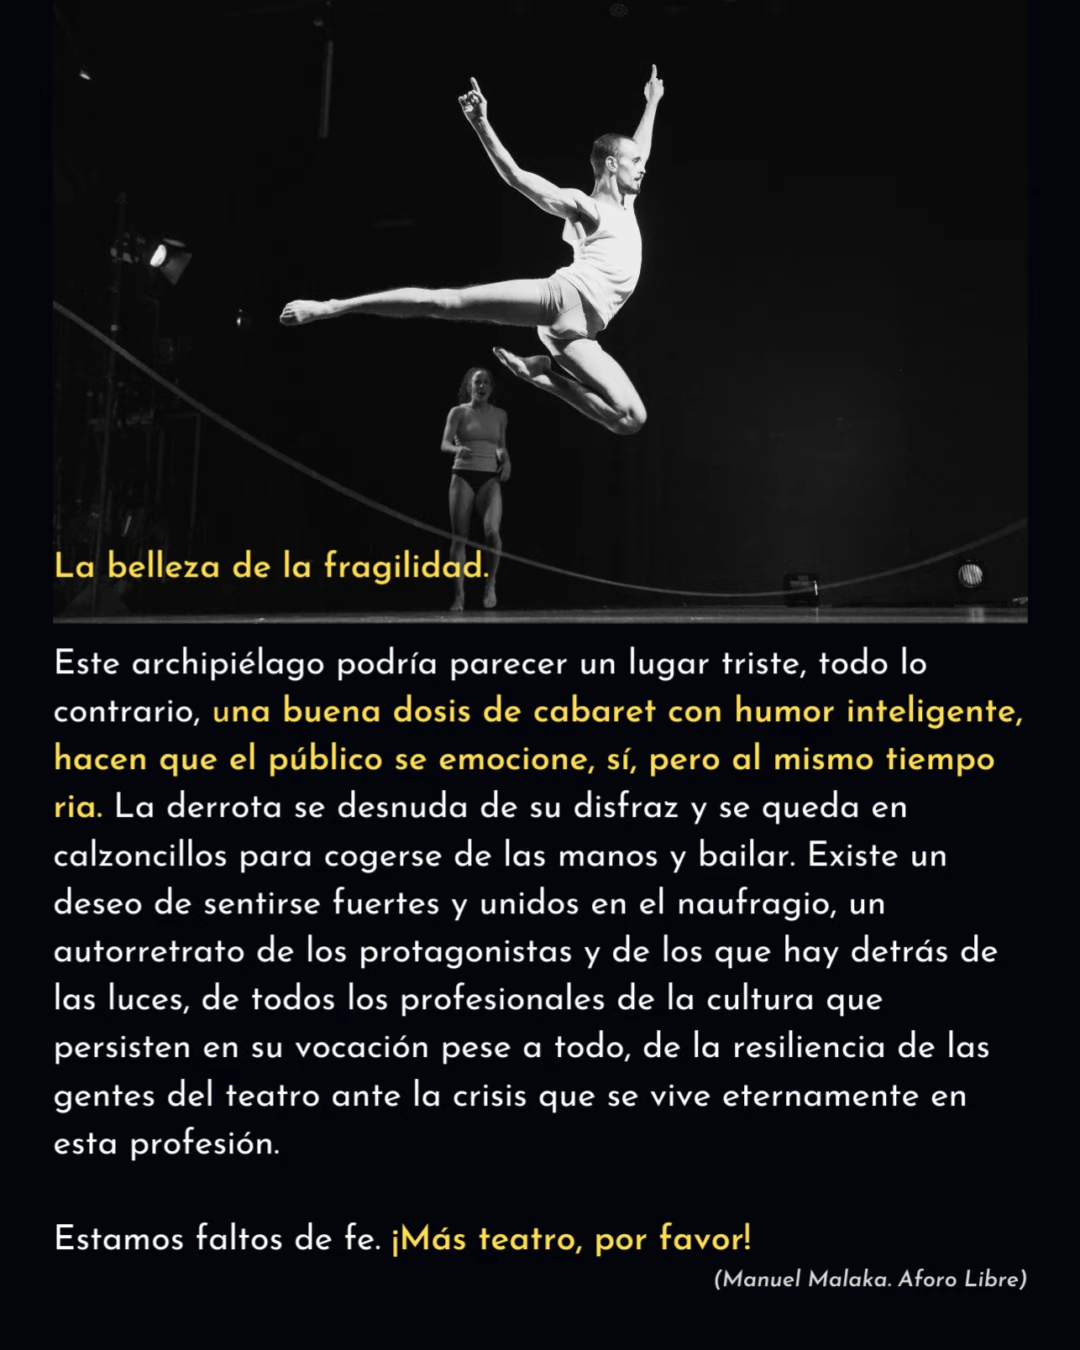 La belleza de la fragilidad.
Este archipiélago podría parecer un lugar triste, todo lo
contrario, una buena dosis de cabaret con humor inteligente,
hacen que el público se emocione, sí, pero al mismo tiempo
ria. La derrota se desnuda de su disfraz y se queda en
calzoncillos para cogerse de las manos y bailar. Existe un
deseo de sentirse fuertes y unidos en el naufragio, un
autorretrato de los protagonistas y de los que hay detrás de
las luces, de todos los profesionales de la cultura que
persisten en su vocación pese a todo, de la resiliencia de las
gentes del teatro ante la crisis que se vive eternamente en
esta profesión.
Estamos faltos de fe. ¡Más teatro, por favor!
(Manuel Malaka. Aforo Libre)